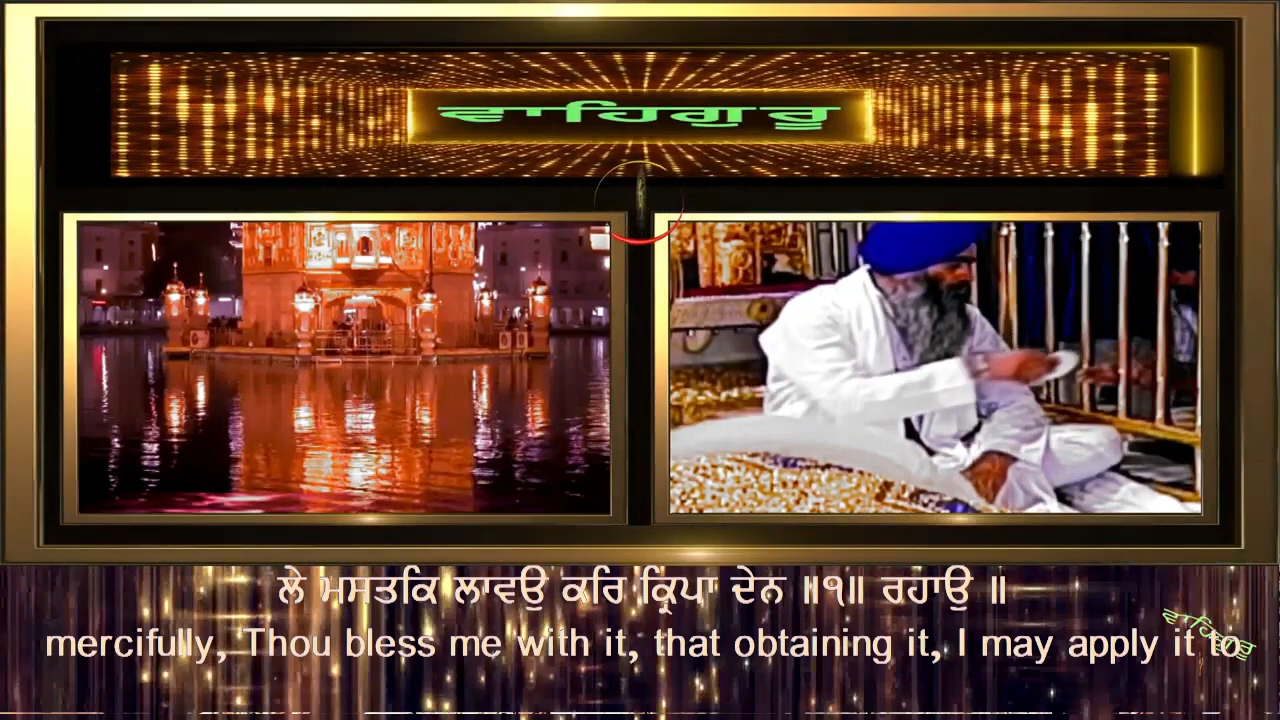 ਵਾਹਿਗੁਰੂ
ਲੇ ਮਸਤਕਿ ਲਾਵਉ ਕਰਿ ਕ੍ਰਿਪਾ ਦੇਨ ॥੧॥ ਰਹਾਉ ॥
mercifully, Thou bless me with it, that obtaining it, I may apply it to
ਵਾਹਿਗੁਰੂ